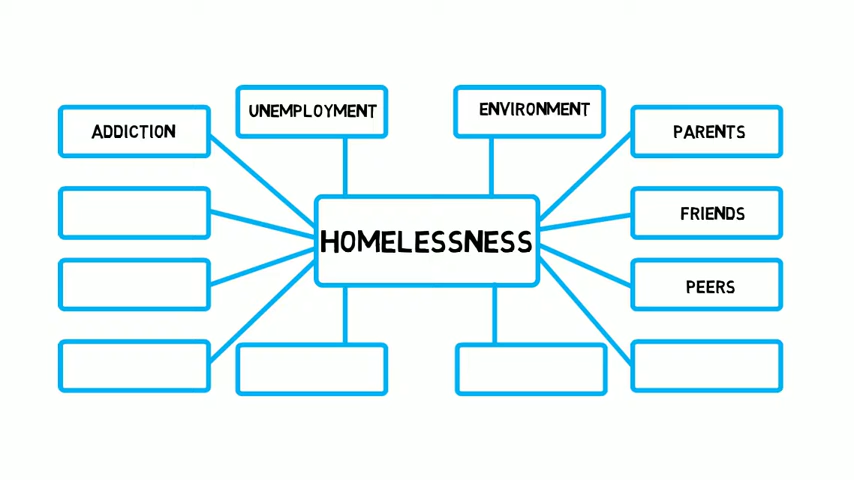 UNEMPLOYMENT
ENVIRONMENT
ADDICTION
PARENTS
FRIENDS
HOMELESSNESS
PEERS